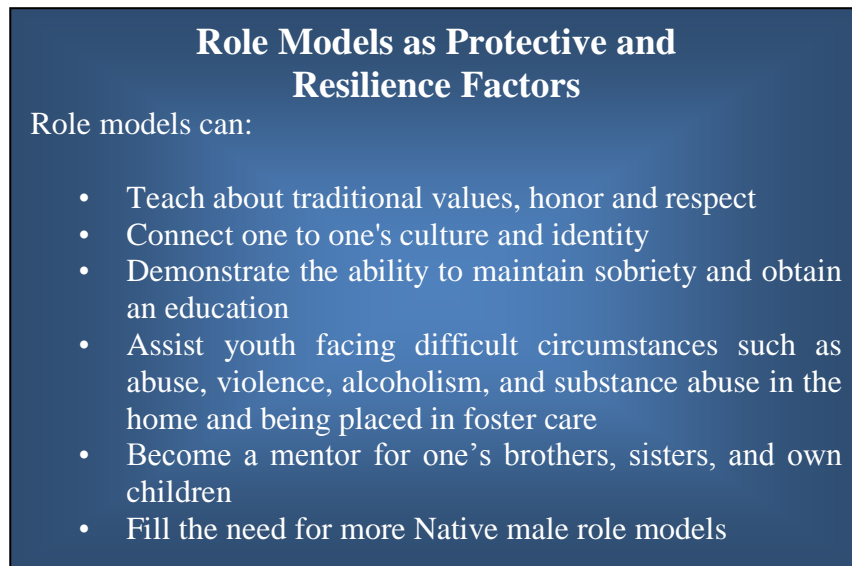 Role Models as Protective and
Resilience Factors
Role models can:
• Teach about traditional values, honor and respect
• Connect one to one's culture and identity
• Demonstrate the ability to maintain sobriety and obtain
an education
• Assist youth facing difficult circumstances such as
abuse, violence, alcoholism, and substance abuse in the
home and being placed in foster care
• Become a mentor for one’s brothers, sisters, and own
children
• Fill the need for more Native male role models